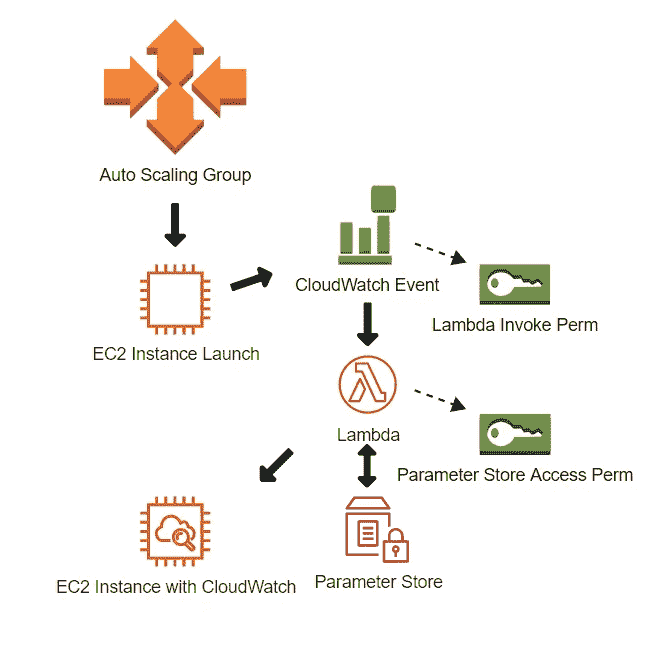 Auto Scaling Group
CloudWatch Event
Lambda Invoke Perm
EC2 Instance Launch
Lambda
Parameter Store Access Perm
EC2 Instance with CloudWatch
Parameter Store